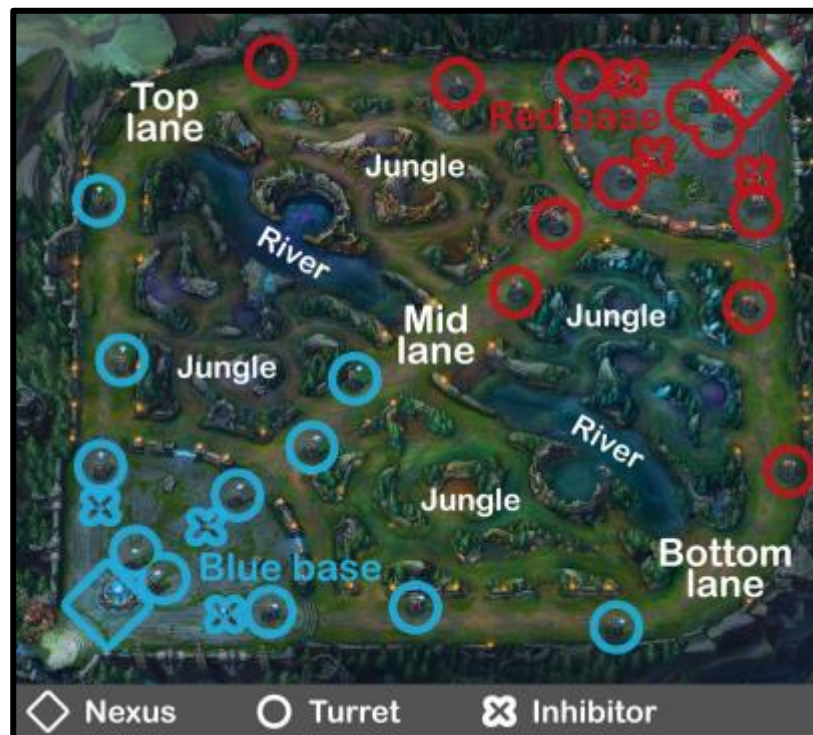 Top
lane
Red base
Jungle
River
Mid
lane
Jungle
Jungle
River
Jungle
Bottom
lane
Blue base
Nexus
Turret
Inhibitor